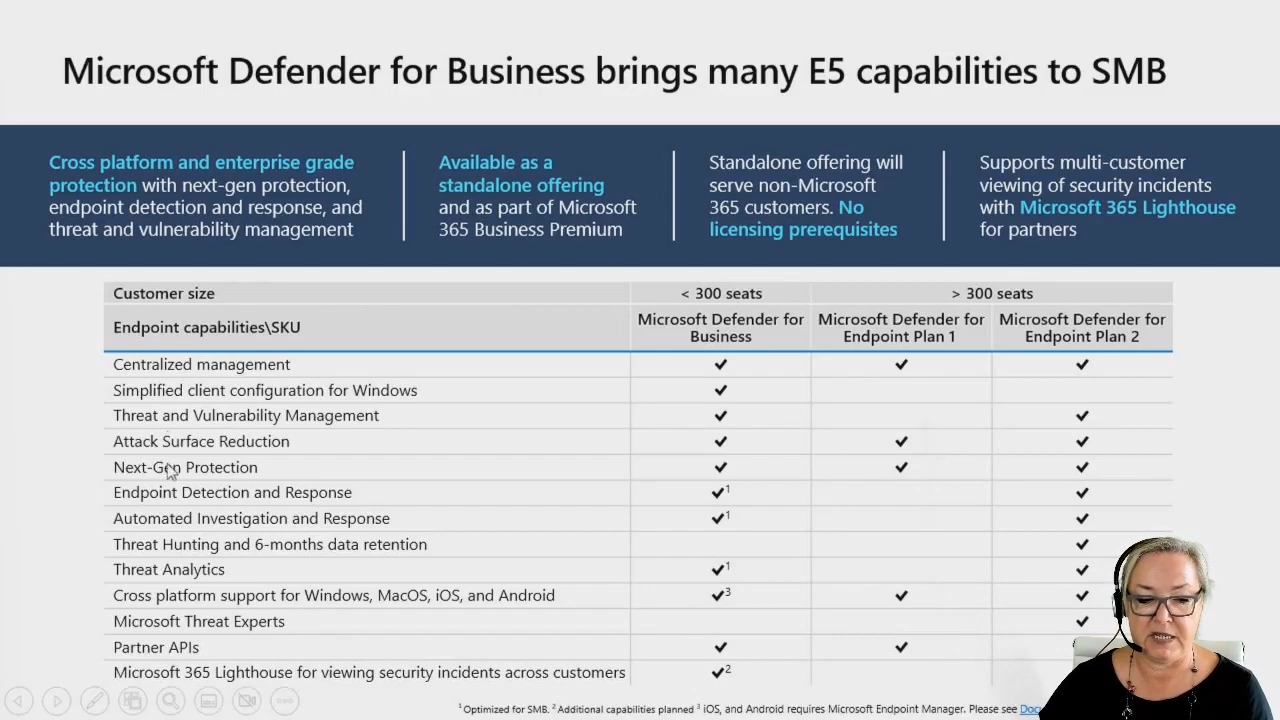 Microsoft Defender for Business brings many E5 capabilities to SMB
Cross platform and enterprise grade
protection with next-gen protection,
endpoint detection and response, and
threat and vulnerability management
Available as a
standalone offering
and as part of Microsoft
365 Business Premium
Standalone offering will
serve non-Microsoft
365 customers. No
licensing prerequisites
Supports multi-customer
viewing of security incidents
with Microsoft 365 Lighthouse
for partners
Customer size < 300 seats > 300 seats
Endpoint capabilities\SKU
Microsoft Defender for
Business
Microsoft Defender for
Endpoint Plan 1
Microsoft Defender for
Endpoint Plan 2
Centralized management ✔ ✔ ✔
Simplified client configuration for Windows ✔
Threat and Vulnerability Management ✔ ✔
Attack Surface Reduction ✔ ✔ ✔
Next-Gen Protection ✔ ✔ ✔
Endpoint Detection and Response ✔¹ ✔
Automated Investigation and Response ✔¹ ✔
Threat Hunting and 6-months data retention ✔
Threat Analytics ✔¹ ✔
Cross platform support for Windows, MacOS, iOS, and Android ✔³ ✔ ✔
Microsoft Threat Experts ✔
Partner APIs ✔ ✔
Microsoft 365 Lighthouse for viewing security incidents across customers ✔²
¹ Optimized for SMB. ² Additional capabilities planned ³ iOS, and Android requires Microsoft Endpoint Manager. Please see